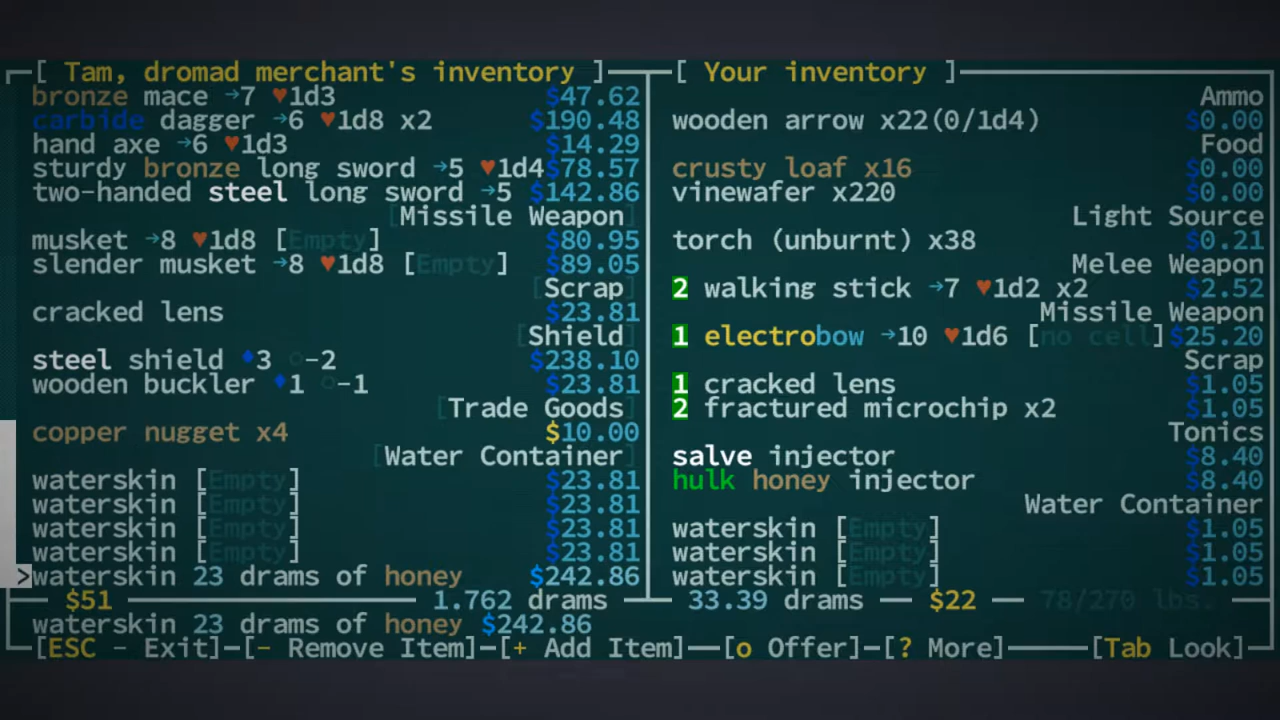 [ Tam, dromad merchant's inventory ]
bronze mace →7 ♥1d3 $47.62
carbide dagger →6 ♥1d8 x2 $190.48
hand axe →6 ♥1d3 $14.29
sturdy bronze long sword →5 ♥1d4 $78.57
two-handed steel long sword →5 $142.86
[Missile Weapon]
musket →8 ♥1d8 [Empty] $80.95
slender musket →8 ♥1d8 [Empty] $89.05
[Scrap]
cracked lens $23.81
[Shield]
steel shield ♦3 ○-2 $238.10
wooden buckler ♦1 ○-1 $23.81
[Trade Goods]
copper nugget x4 $10.00
[Water Container]
waterskin [Empty] $23.81
waterskin [Empty] $23.81
waterskin [Empty] $23.81
waterskin [Empty] $23.81
>waterskin 23 drams of honey $242.86
[ Your inventory ]
Ammo
wooden arrow x22(0/1d4) $0.00
Food
crusty loaf x16 $0.00
vinewafer x220 $0.00
Light Source
torch (unburnt) x38 $0.21
Melee Weapon
2 walking stick →7 ♥1d2 x2 $2.52
Missile Weapon
1 electrobow →10 ♥1d6 [no cell] $25.20
Scrap
1 cracked lens $1.05
2 fractured microchip x2 $1.05
Tonics
salve injector $8.40
hulk honey injector $8.40
Water Container
waterskin [Empty] $1.05
waterskin [Empty] $1.05
waterskin [Empty] $1.05
$51 1.762 drams 33.39 drams $22 78/270 lbs.
waterskin 23 drams of honey $242.86
[ESC - Exit] [- Remove Item] [+ Add Item] [o Offer] [? More] [Tab Look]